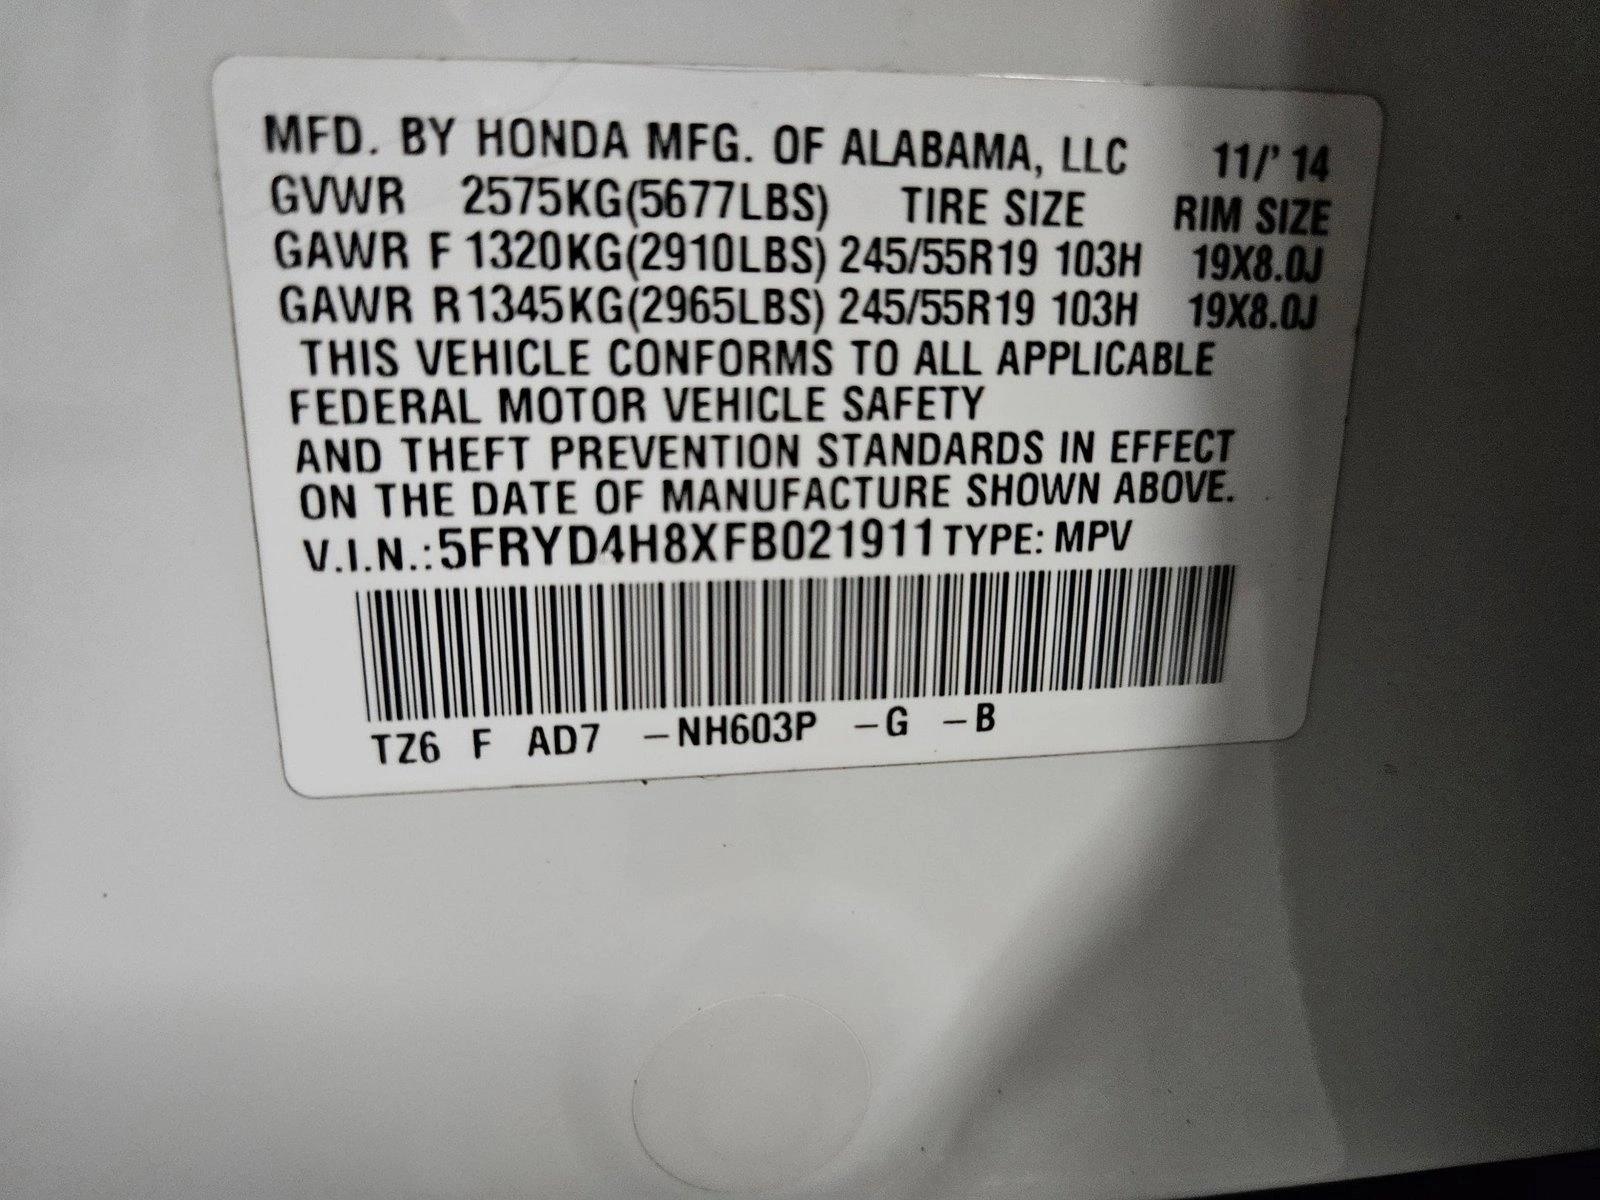 MFD. BY HONDA MFG. OF ALABAMA, LLC 11/' 14
GVWR 2575KG(5677LBS) TIRE SIZE RIM SIZE
GAWR F 1320KG(2910LBS) 245/55R19 103H 19X8.0J
GAWR R 1345KG(2965LBS) 245/55R19 103H 19X8.0J
THIS VEHICLE CONFORMS TO ALL APPLICABLE
FEDERAL MOTOR VEHICLE SAFETY
AND THEFT PREVENTION STANDARDS IN EFFECT
ON THE DATE OF MANUFACTURE SHOWN ABOVE.
V.I.N.: 5FRYD4H8XFB021911 TYPE: MPV
TZ6 F AD7 -NH603P -G -B